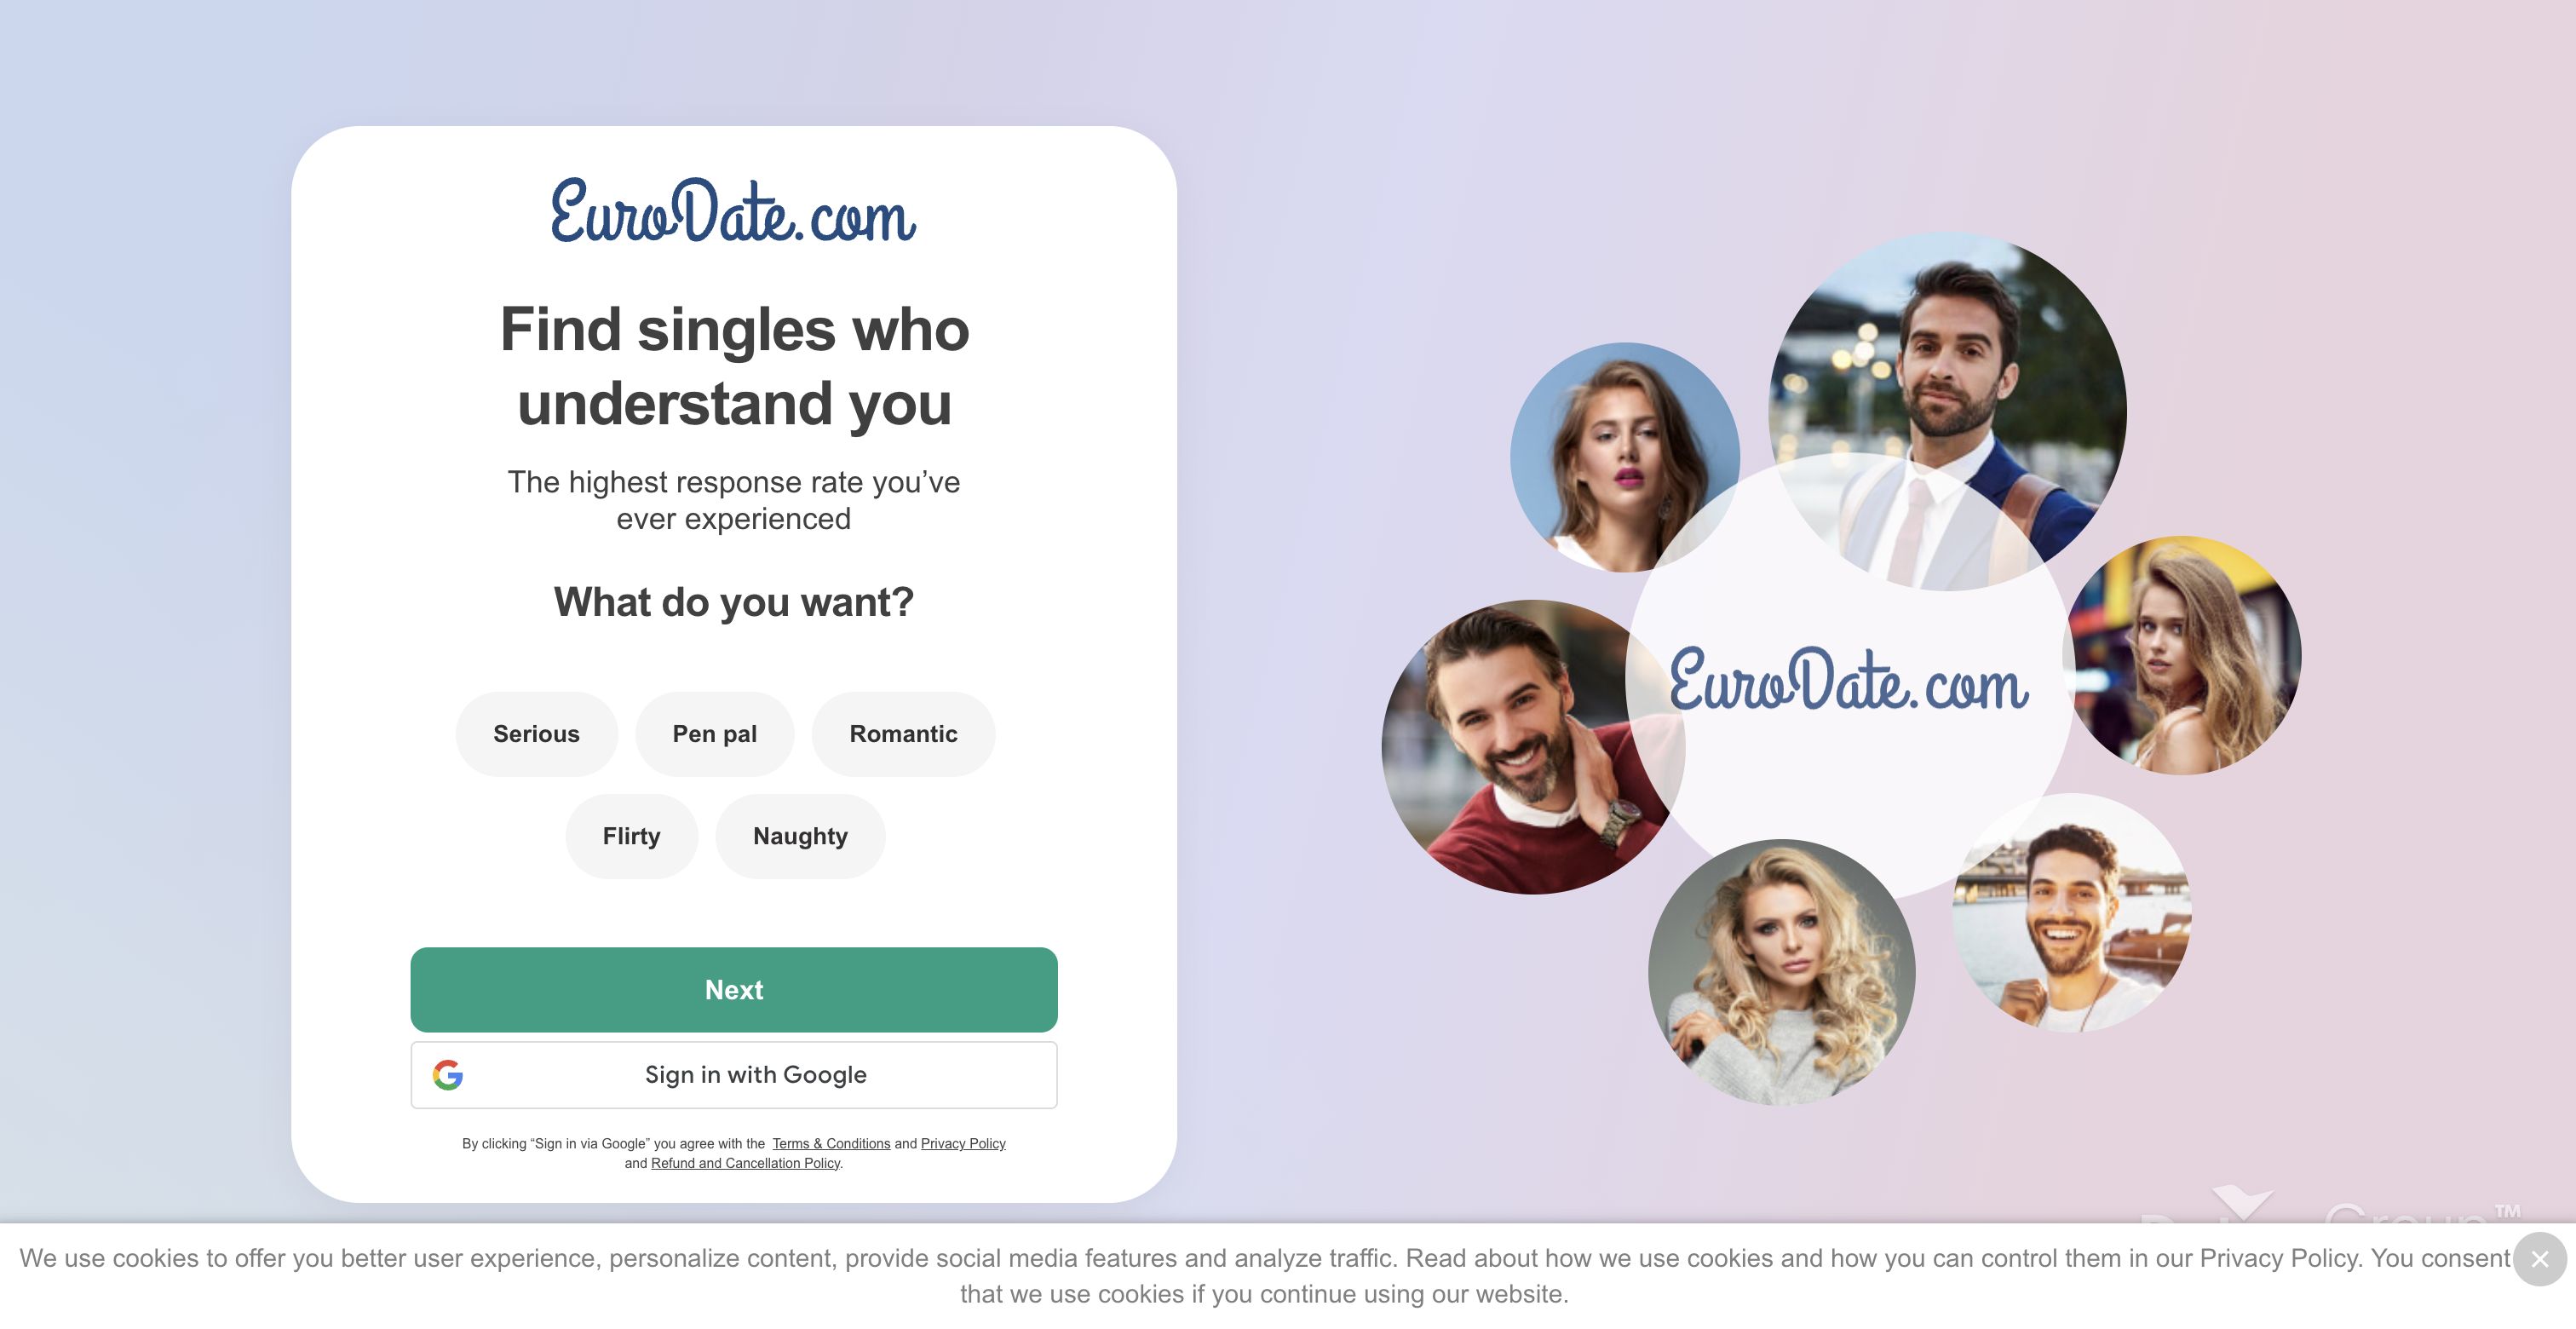 EuroDate.com
Find singles who
understand you
The highest response rate you’ve
ever experienced
What do you want?
Serious
Pen pal
Romantic
Flirty
Naughty
Next
Sign in with Google
By clicking “Sign in via Google” you agree with the Terms & Conditions and Privacy Policy
and Refund and Cancellation Policy.
EuroDate.com
Group™
We use cookies to offer you better user experience, personalize content, provide social media features and analyze traffic. Read about how we use cookies and how you can control them in our Privacy Policy. You consent
that we use cookies if you continue using our website.